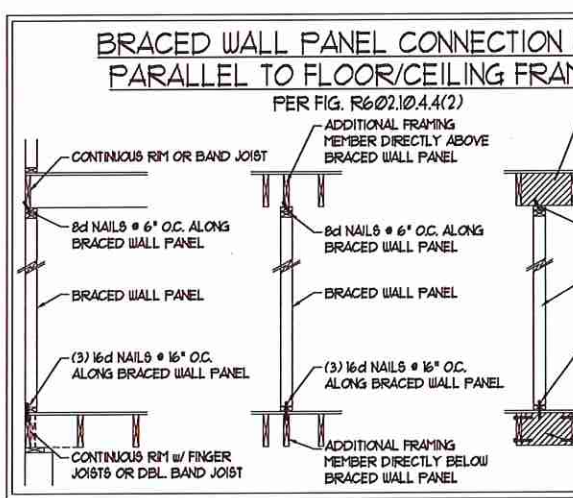 BRACED WALL PANEL CONNECTION
PARALLEL TO FLOOR/CEILING
PER FIG. R602.10.4.4(2)
CONTINUOUS RIM OR BAND JOIST
8d NAILS @ 6" O.C. ALONG
BRACED WALL PANEL
BRACED WALL PANEL
(3) 16d NAILS @ 16" O.C.
ALONG BRACED WALL PANEL
CONTINUOUS RIM w/ FINGER
JOISTS OR DBL. BAND JOIST
ADDITIONAL FRAMING
MEMBER DIRECTLY ABOVE
BRACED WALL PANEL
8d NAILS @ 6" O.C. ALONG
BRACED WALL PANEL
BRACED WALL PANEL
(3) 16d NAILS @ 16" O.C.
ALONG BRACED WALL PANEL
ADDITIONAL FRAMING
MEMBER DIRECTLY BELOW
BRACED WALL PANEL